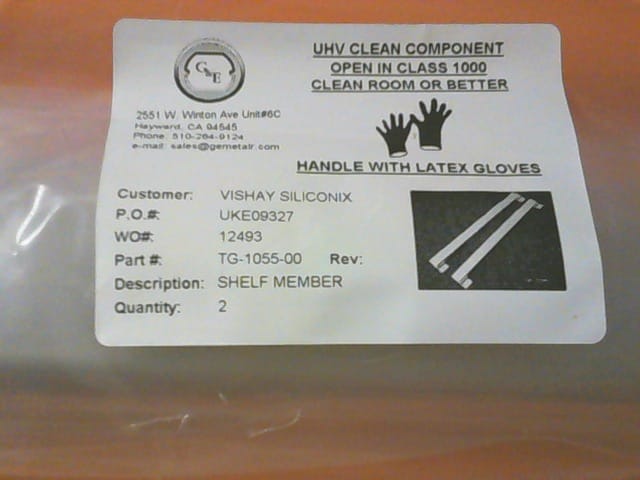 G&E
2551 W. Winton Ave Unit#6C
Hayward, CA 94545
Phone: 510-264-9124
e-mail: sales@gemetalr.com
UHV CLEAN COMPONENT
OPEN IN CLASS 1000
CLEAN ROOM OR BETTER
HANDLE WITH LATEX GLOVES
Customer: VISHAY SILICONIX
P.O.#: UKE09327
WO#: 12493
Part #: TG-1055-00 Rev:
Description: SHELF MEMBER
Quantity: 2